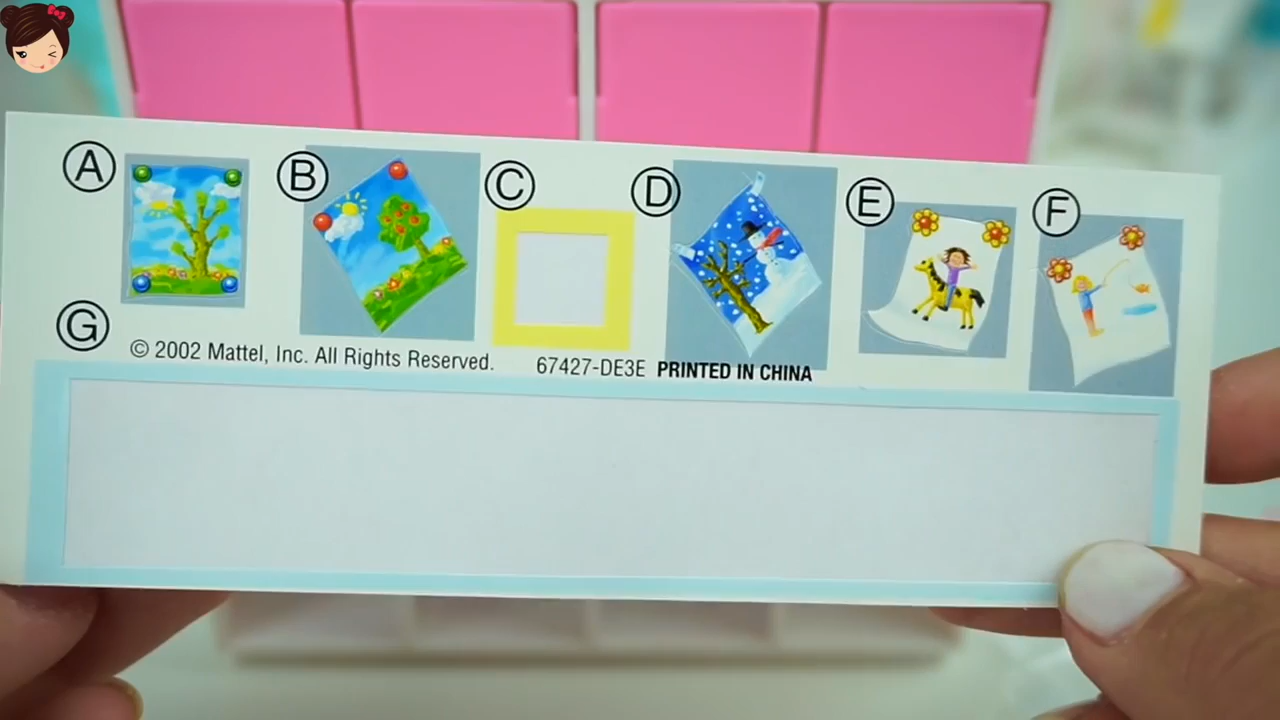 A B C D E F
G
© 2002 Mattel, Inc. All Rights Reserved. 67427-DE3E PRINTED IN CHINA